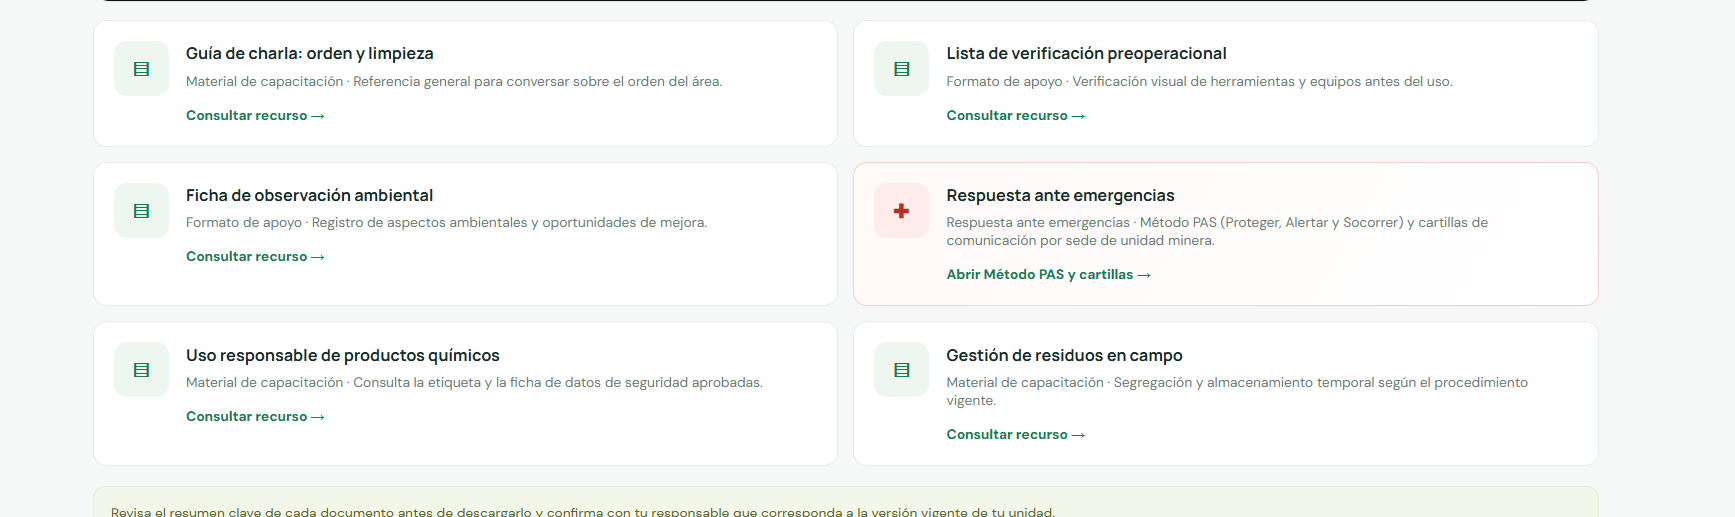 Guía de charla: orden y limpieza
Material de capacitación · Referencia general para conversar sobre el orden del área.
Consultar recurso →
Lista de verificación preoperacional
Formato de apoyo · Verificación visual de herramientas y equipos antes del uso.
Consultar recurso →
Ficha de observación ambiental
Formato de apoyo · Registro de aspectos ambientales y oportunidades de mejora.
Consultar recurso →
Respuesta ante emergencias
Respuesta ante emergencias · Método PAS (Proteger, Alertar y Socorrer) y cartillas de
comunicación por sede de unidad minera.
Abrir Método PAS y cartillas →
Uso responsable de productos químicos
Material de capacitación · Consulta la etiqueta y la ficha de datos de seguridad aprobadas.
Consultar recurso →
Gestión de residuos en campo
Material de capacitación · Segregación y almacenamiento temporal según el procedimiento
vigente.
Consultar recurso →
Revisa el resumen clave de cada documento antes de descargarlo y confirma con tu responsable que corresponda a la versión vigente de tu unidad.